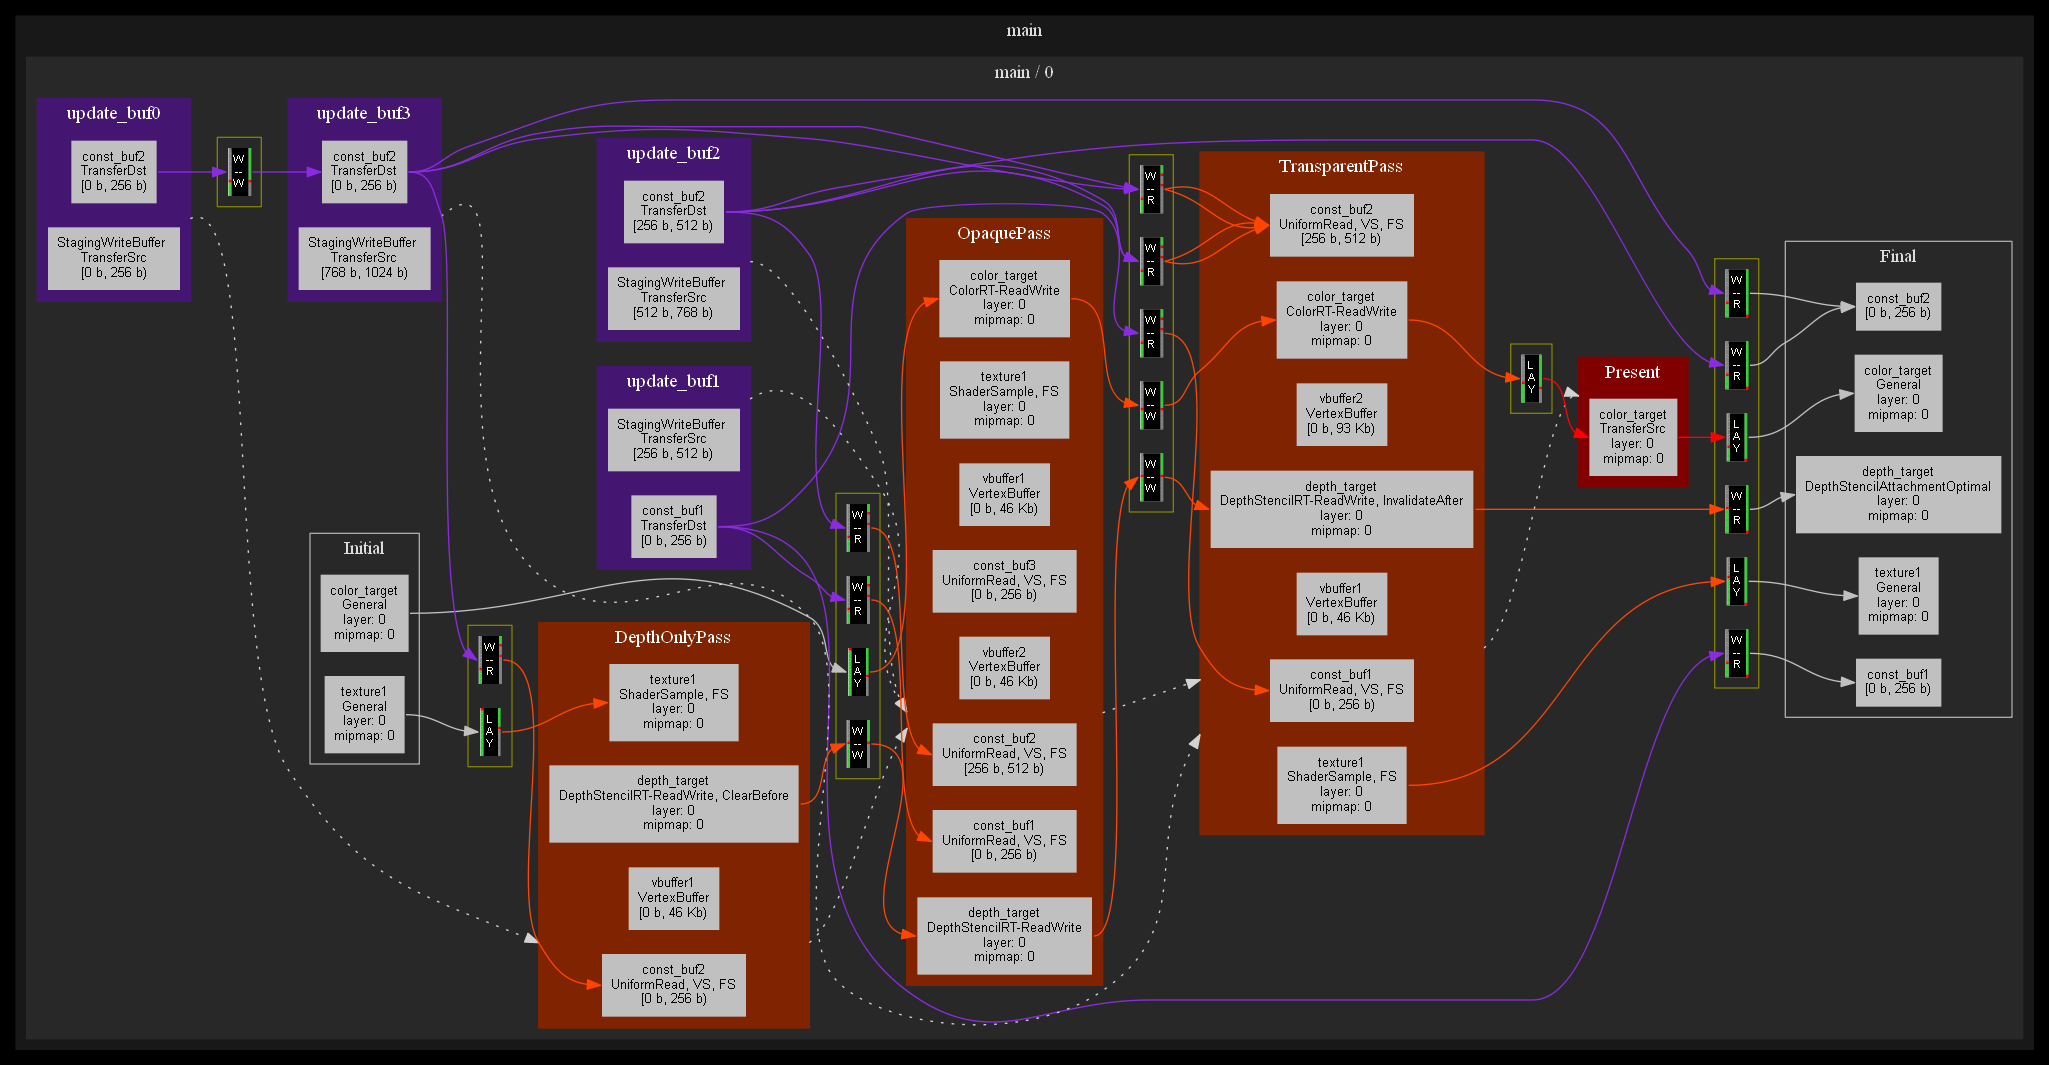 main
main / 0
update_buf0
const_buf2
TransferDst
[0 b, 256 b)
StagingWriteBuffer
TransferSrc
[0 b, 256 b)
W
--
W
update_buf3
const_buf2
TransferDst
[0 b, 256 b)
StagingWriteBuffer
TransferSrc
[768 b, 1024 b)
Initial
color_target
General
layer: 0
mipmap: 0
texture1
General
layer: 0
mipmap: 0
W
--
R
L
A
Y
update_buf2
const_buf2
TransferDst
[256 b, 512 b)
StagingWriteBuffer
TransferSrc
[512 b, 768 b)
update_buf1
StagingWriteBuffer
TransferSrc
[256 b, 512 b)
const_buf1
TransferDst
[0 b, 256 b)
DepthOnlyPass
texture1
ShaderSample, FS
layer: 0
mipmap: 0
depth_target
DepthStencilRT-ReadWrite, ClearBefore
layer: 0
mipmap: 0
vbuffer1
VertexBuffer
[0 b, 46 Kb)
const_buf2
UniformRead, VS, FS
[0 b, 256 b)
W
--
R
W
--
R
L
A
Y
W
--
W
OpaquePass
color_target
ColorRT-ReadWrite
layer: 0
mipmap: 0
texture1
ShaderSample, FS
layer: 0
mipmap: 0
vbuffer1
VertexBuffer
[0 b, 46 Kb)
const_buf3
UniformRead, VS, FS
[0 b, 256 b)
vbuffer2
VertexBuffer
[0 b, 46 Kb)
const_buf2
UniformRead, VS, FS
[256 b, 512 b)
const_buf1
UniformRead, VS, FS
[0 b, 256 b)
depth_target
DepthStencilRT-ReadWrite
layer: 0
mipmap: 0
W
--
R
W
--
R
W
--
R
W
--
W
W
--
W
TransparentPass
const_buf2
UniformRead, VS, FS
[256 b, 512 b)
color_target
ColorRT-ReadWrite
layer: 0
mipmap: 0
vbuffer2
VertexBuffer
[0 b, 93 Kb)
depth_target
DepthStencilRT-ReadWrite, InvalidateAfter
layer: 0
mipmap: 0
vbuffer1
VertexBuffer
[0 b, 46 Kb)
const_buf1
UniformRead, VS, FS
[0 b, 256 b)
texture1
ShaderSample, FS
layer: 0
mipmap: 0
L
A
Y
Present
color_target
TransferSrc
layer: 0
mipmap: 0
W
--
R
W
--
R
L
A
Y
W
--
R
L
A
Y
W
--
R
Final
const_buf2
[0 b, 256 b)
color_target
General
layer: 0
mipmap: 0
depth_target
DepthStencilAttachmentOptimal
layer: 0
mipmap: 0
texture1
General
layer: 0
mipmap: 0
const_buf1
[0 b, 256 b)